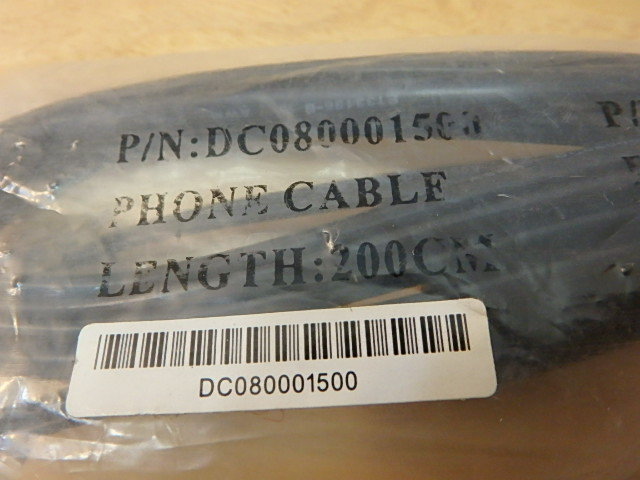 P/N:DC080001500 P/
PHONE CABLE
LENGTH:200CM
DC080001500